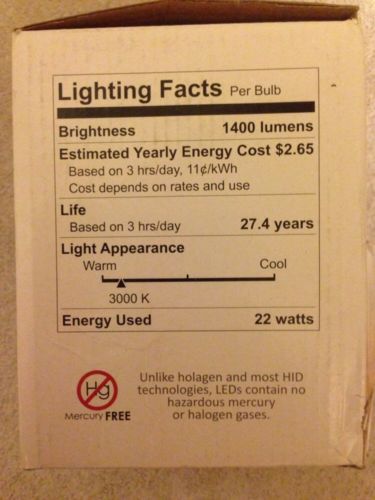 Lighting Facts Per Bulb
Brightness 1400 lumens
Estimated Yearly Energy Cost $2.65
Based on 3 hrs/day, 11¢/kWh
Cost depends on rates and use
Life
Based on 3 hrs/day 27.4 years
Light Appearance
Warm Cool
3000 K
Energy Used 22 watts
Hg
Mercury FREE
Unlike holagen and most HID
technologies, LEDs contain no
hazardous mercury
or halogen gases.